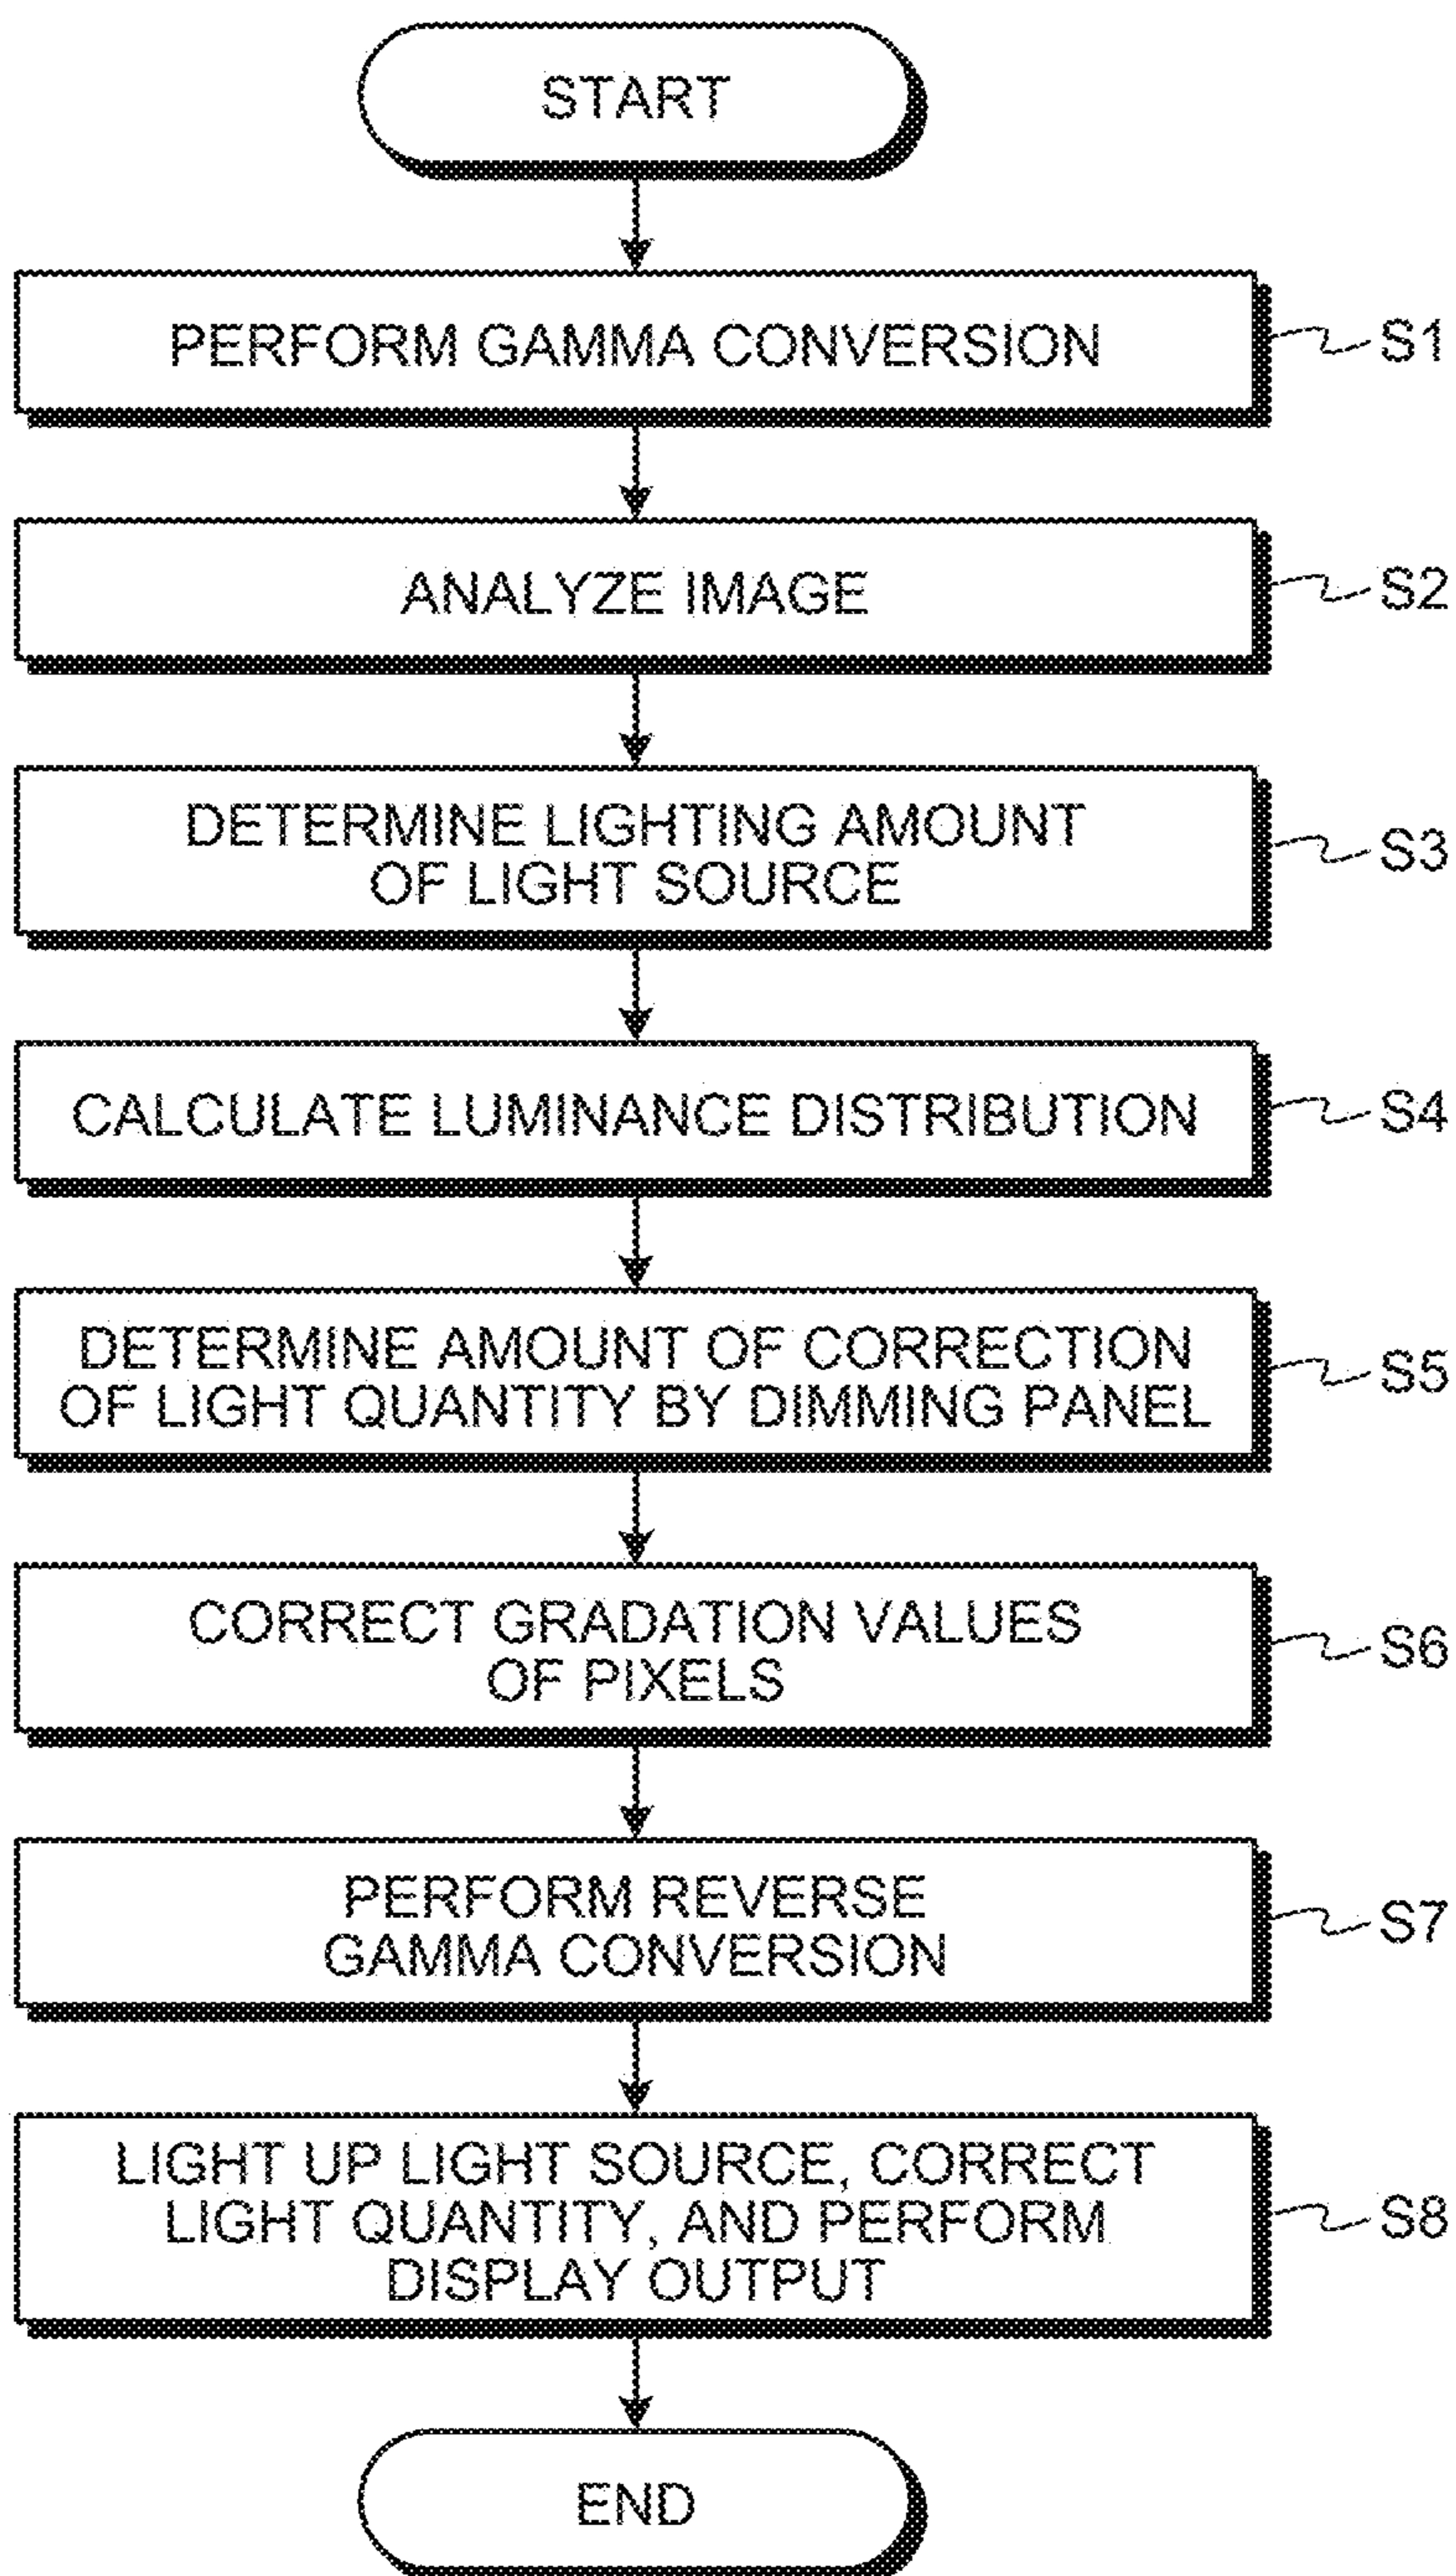 START
PERFORM GAMMA CONVERSION
S1
ANALYZE IMAGE
S2
DETERMINE LIGHTING AMOUNT
OF LIGHT SOURCE
S3
CALCULATE LUMINANCE DISTRIBUTION
S4
DETERMINE AMOUNT OF CORRECTION
OF LIGHT QUANTITY BY DIMMING PANEL
S5
CORRECT GRADATION VALUES
OF PIXELS
S6
PERFORM REVERSE
GAMMA CONVERSION
S7
LIGHT UP LIGHT SOURCE, CORRECT
LIGHT QUANTITY, AND PERFORM
DISPLAY OUTPUT
S8
END